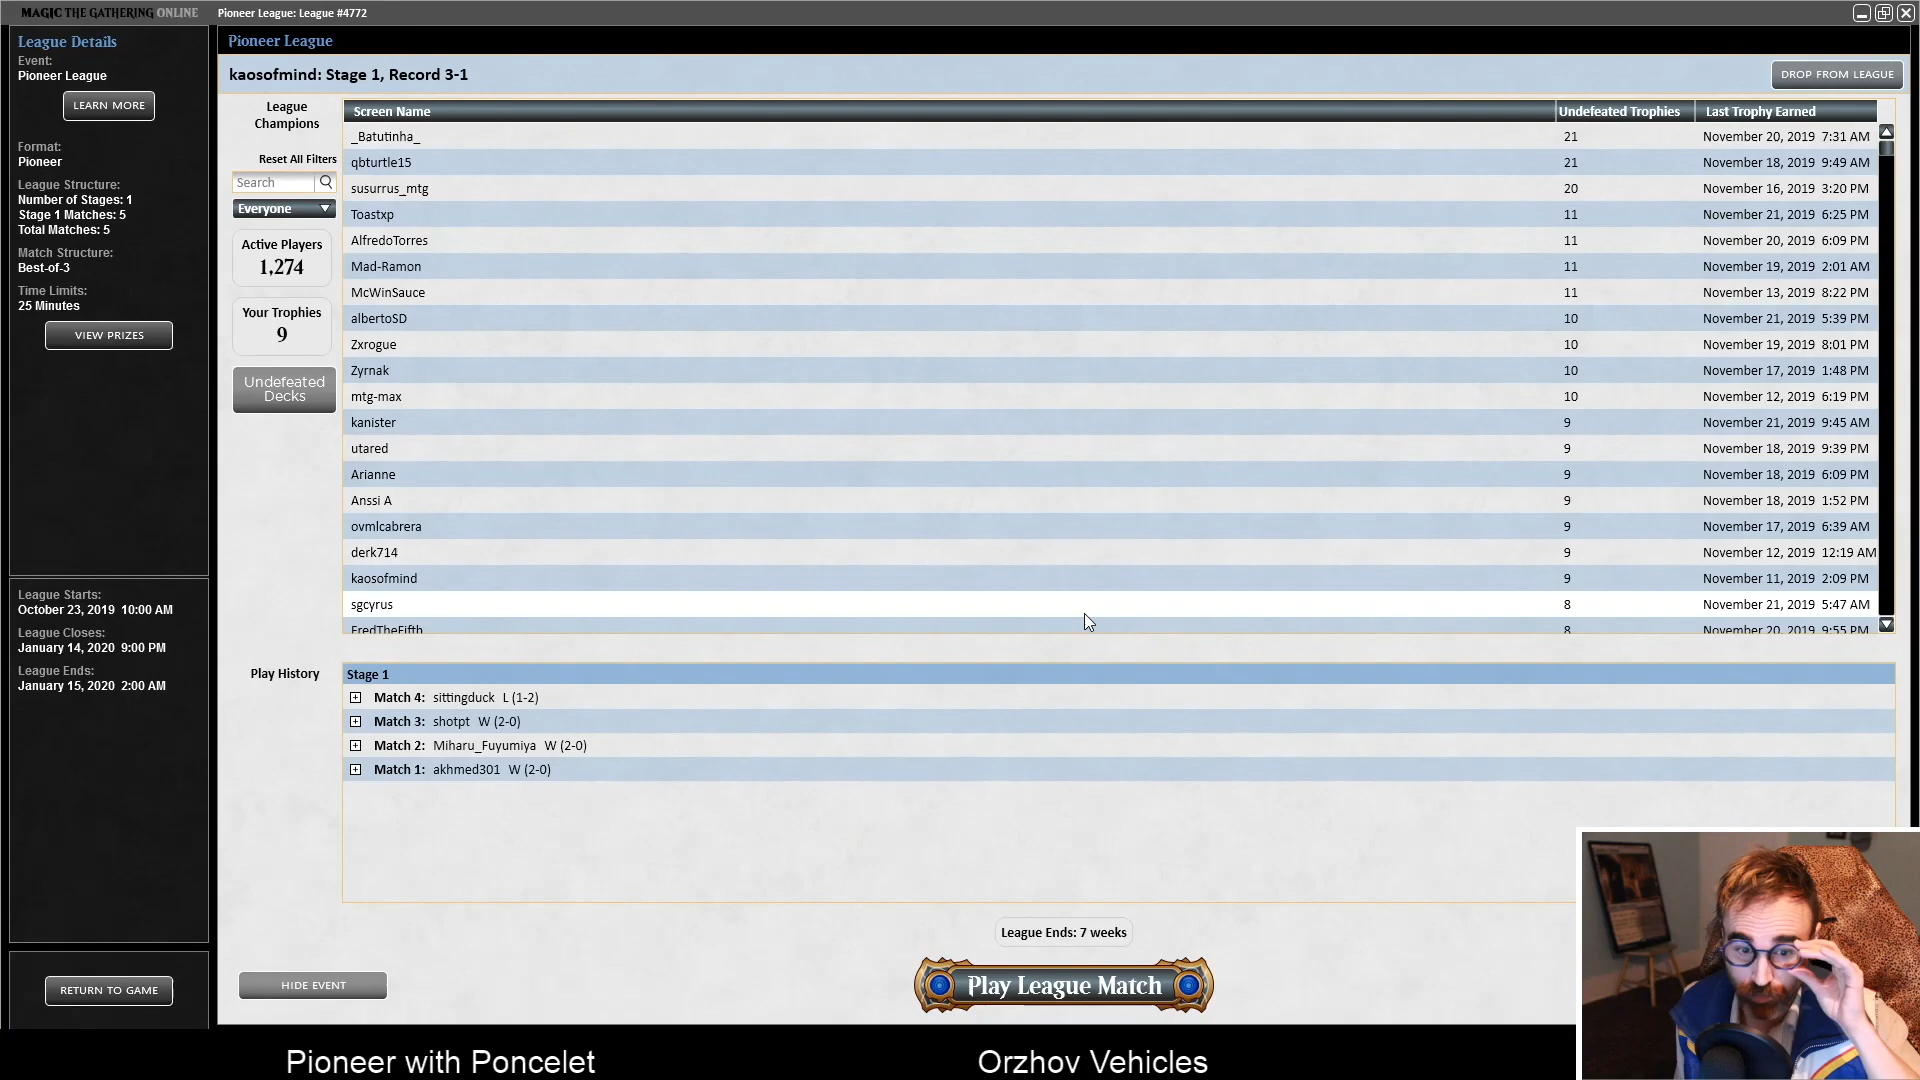 MAGIC THE GATHERING ONLINE
Pioneer League: League #4772
League Details
Event:
Pioneer League
LEARN MORE
Format:
Pioneer
League Structure:
Number of Stages: 1
Stage 1 Matches: 5
Total Matches: 5
Match Structure:
Best-of-3
Time Limits:
25 Minutes
VIEW PRIZES
League Starts:
October 23, 2019 10:00 AM
League Closes:
January 14, 2020 9:00 PM
League Ends:
January 15, 2020 2:00 AM
RETURN TO GAME
Pioneer League
kaosofmind: Stage 1, Record 3-1
DROP FROM LEAGUE
League
Champions
Reset All Filters
Search
Everyone
Active Players
1,274
Your Trophies
9
Undefeated
Decks
Screen Name Undefeated Trophies Last Trophy Earned
_Batutinha_ 21 November 20, 2019 7:31 AM
qbturtle15 21 November 18, 2019 9:49 AM
susurrus_mtg 20 November 16, 2019 3:20 PM
Toastxp 11 November 21, 2019 6:25 PM
AlfredoTorres 11 November 20, 2019 6:09 PM
Mad-Ramon 11 November 19, 2019 2:01 AM
McWinSauce 11 November 13, 2019 8:22 PM
albertoSD 10 November 21, 2019 5:39 PM
Zxrogue 10 November 19, 2019 8:01 PM
Zyrnak 10 November 17, 2019 1:48 PM
mtg-max 10 November 12, 2019 6:19 PM
kanister 9 November 21, 2019 9:45 AM
utared 9 November 18, 2019 9:39 PM
Arianne 9 November 18, 2019 6:09 PM
Anssi A 9 November 18, 2019 1:52 PM
ovmlcabrera 9 November 17, 2019 6:39 AM
derk714 9 November 12, 2019 12:19 AM
kaosofmind 9 November 11, 2019 2:09 PM
sgcyrus 8 November 21, 2019 5:47 AM
FredTheFifth 8 November 20, 2019 9:55 PM
Play History
Stage 1
Match 4: sittingduck L (1-2)
Match 3: shotpt W (2-0)
Match 2: Miharu_Fuyumiya W (2-0)
Match 1: akhmed301 W (2-0)
League Ends: 7 weeks
HIDE EVENT
Play League Match
Pioneer with Poncelet
Orzhov Vehicles